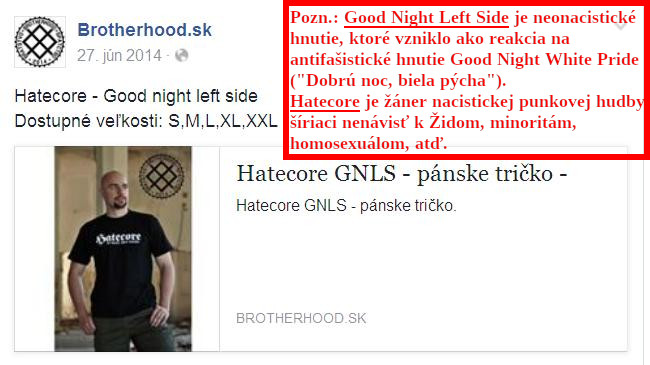 Brotherhood.sk
27. jún 2014
Pozn.: Good Night Left Side je neonacistické
hnutie, ktoré vzniklo ako reakcia na
antifašistické hnutie Good Night White Pride
("Dobrú noc, biela pýcha").
Hatecore je žáner nacistickej punkovej hudby
šíriaci nenávisť k Židom, minoritám,
homosexuálom, atď.
Hatecore - Good night left side
Dostupné veľkosti: S,M,L,XL,XXL
Hatecore
Hatecore GNLS - pánske tričko -
Hatecore GNLS - pánske tričko.
BROTHERHOOD.SK